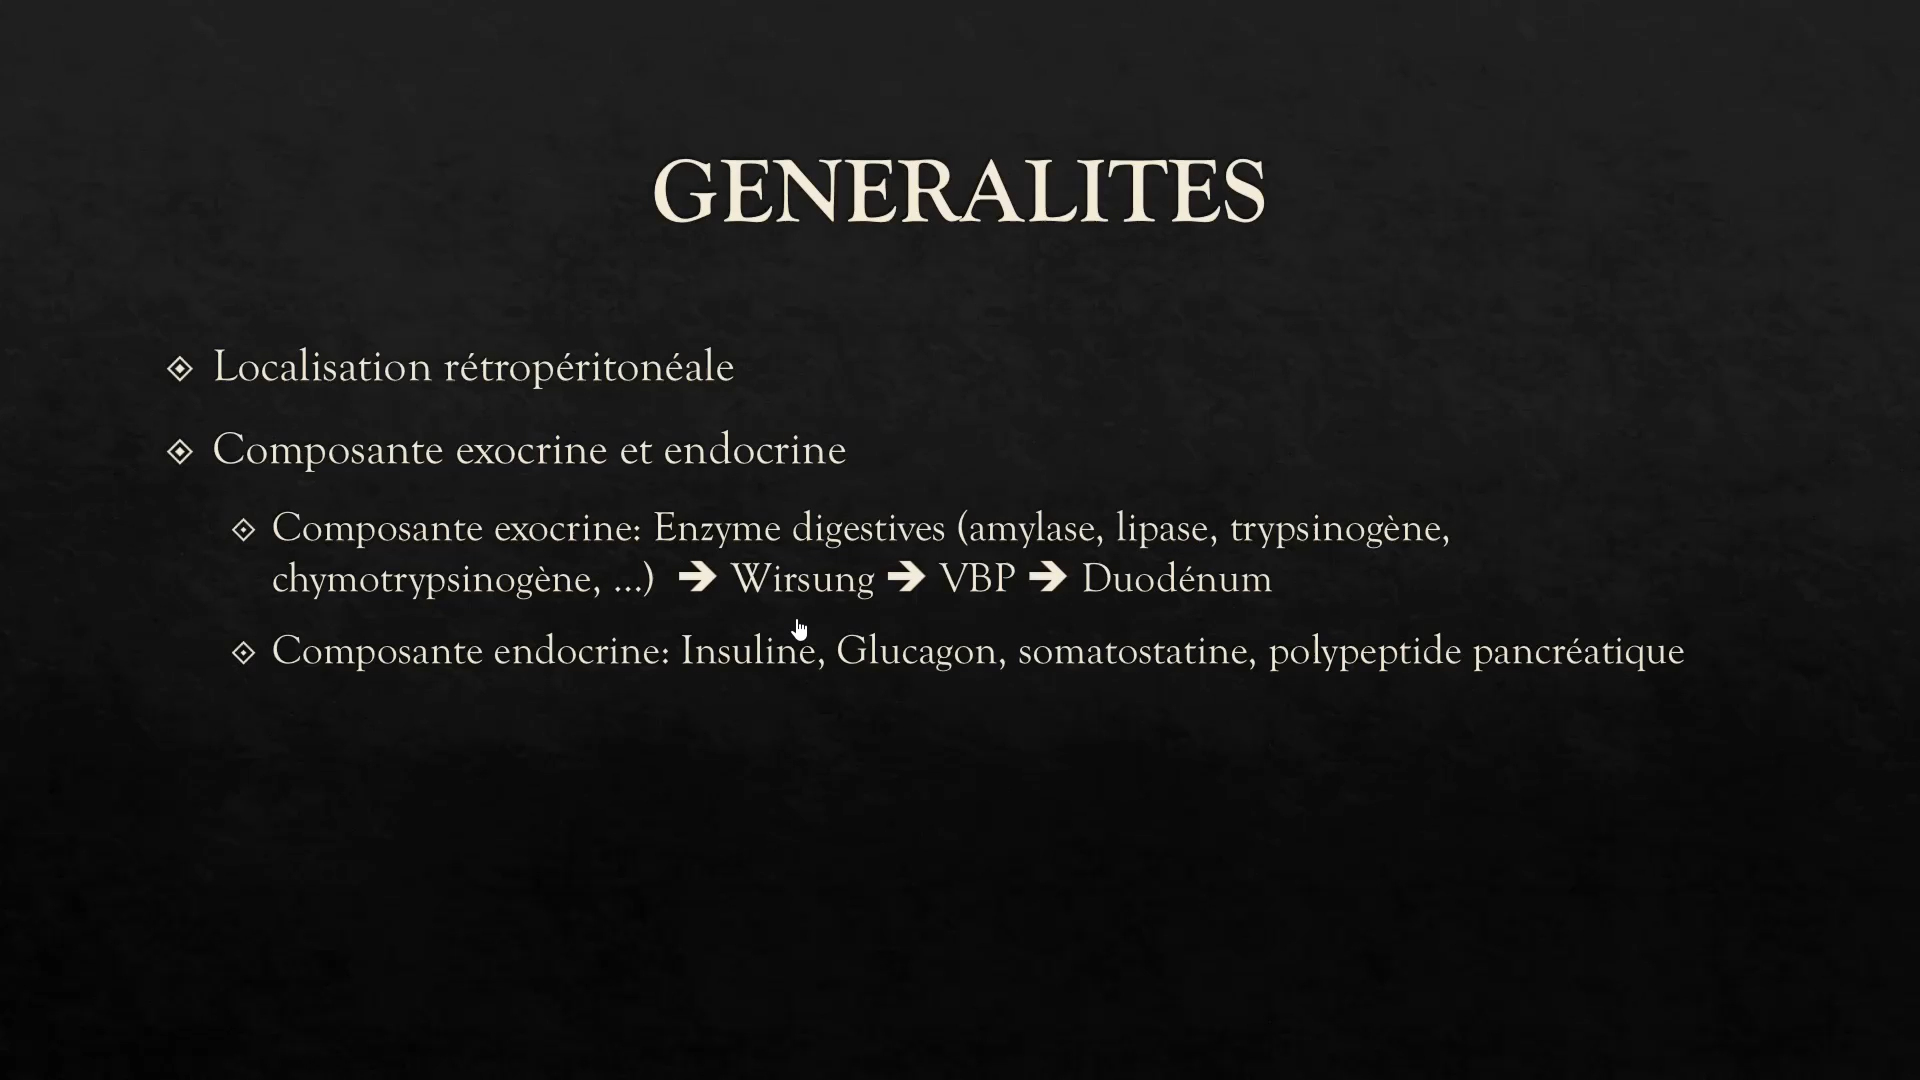 GENERALITES
Localisation rétropéritonéale
Composante exocrine et endocrine
Composante exocrine: Enzyme digestives (amylase, lipase, trypsinogène,
chymotrypsinogène, ...) ➔ Wirsung ➔ VBP ➔ Duodénum
Composante endocrine: Insuline, Glucagon, somatostatine, polypeptide pancréatique